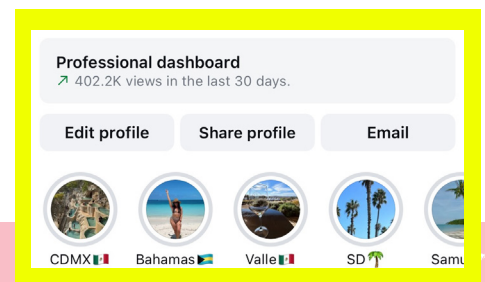 Professional dashboard
402.2K views in the last 30 days.
Edit profile Share profile Email
CDMX🇲🇽 Bahamas🇧🇸 Valle🇲🇽 SD🌴 Samu